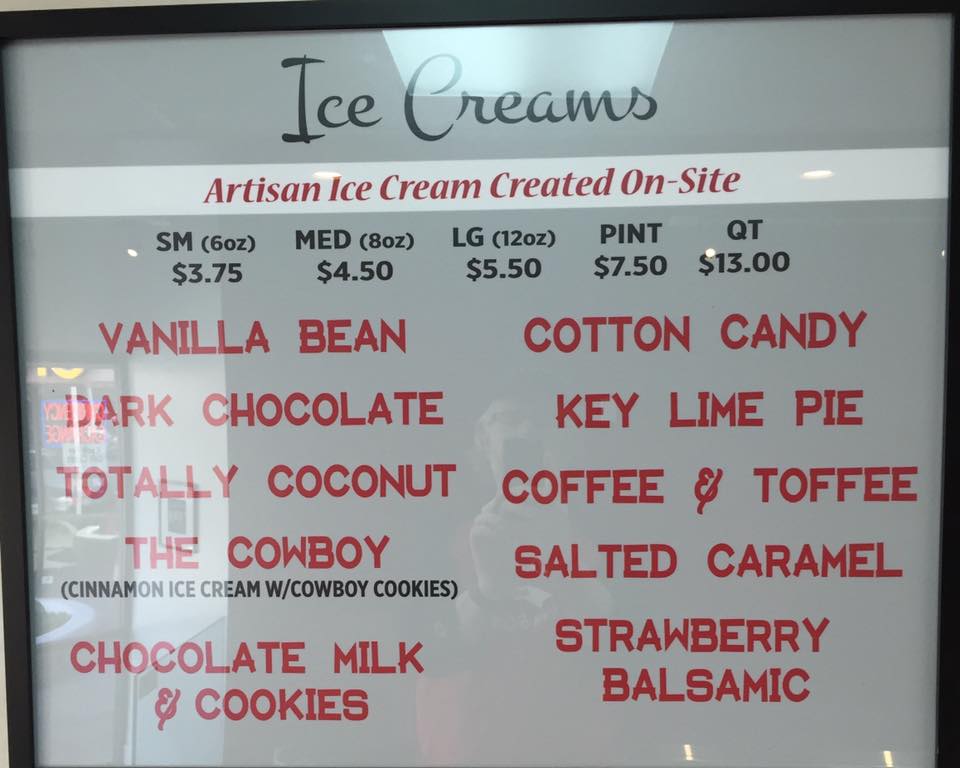 Ice Creams
Artisan Ice Cream Created On-Site
SM (6oz) MED (8oz) LG (12oz) PINT QT
$3.75 $4.50 $5.50 $7.50 $13.00
VANILLA BEAN
DARK CHOCOLATE
TOTALLY COCONUT
THE COWBOY
(CINNAMON ICE CREAM W/COWBOY COOKIES)
CHOCOLATE MILK
& COOKIES
COTTON CANDY
KEY LIME PIE
COFFEE & TOFFEE
SALTED CARAMEL
STRAWBERRY
BALSAMIC